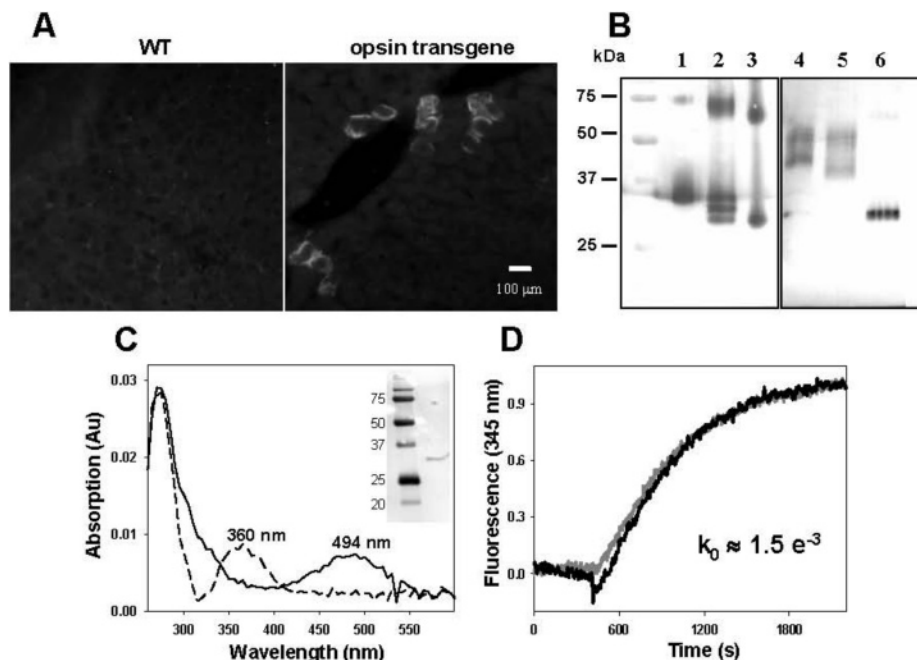 A
WT
opsin transgene
100 μm
B
kDa 1 2 3 4 5 6
75
50
37
25
C
Absorption (Au)
0.03
0.02
0.01
0.00
360 nm
494 nm
75
50
37
25
20
300 350 400 450 500 550
Wavelength (nm)
D
Fluorescence (345 nm)
0.9
0.6
0.3
0.0
k₀ ≈ 1.5 e⁻³
0 600 1200 1800
Time (s)